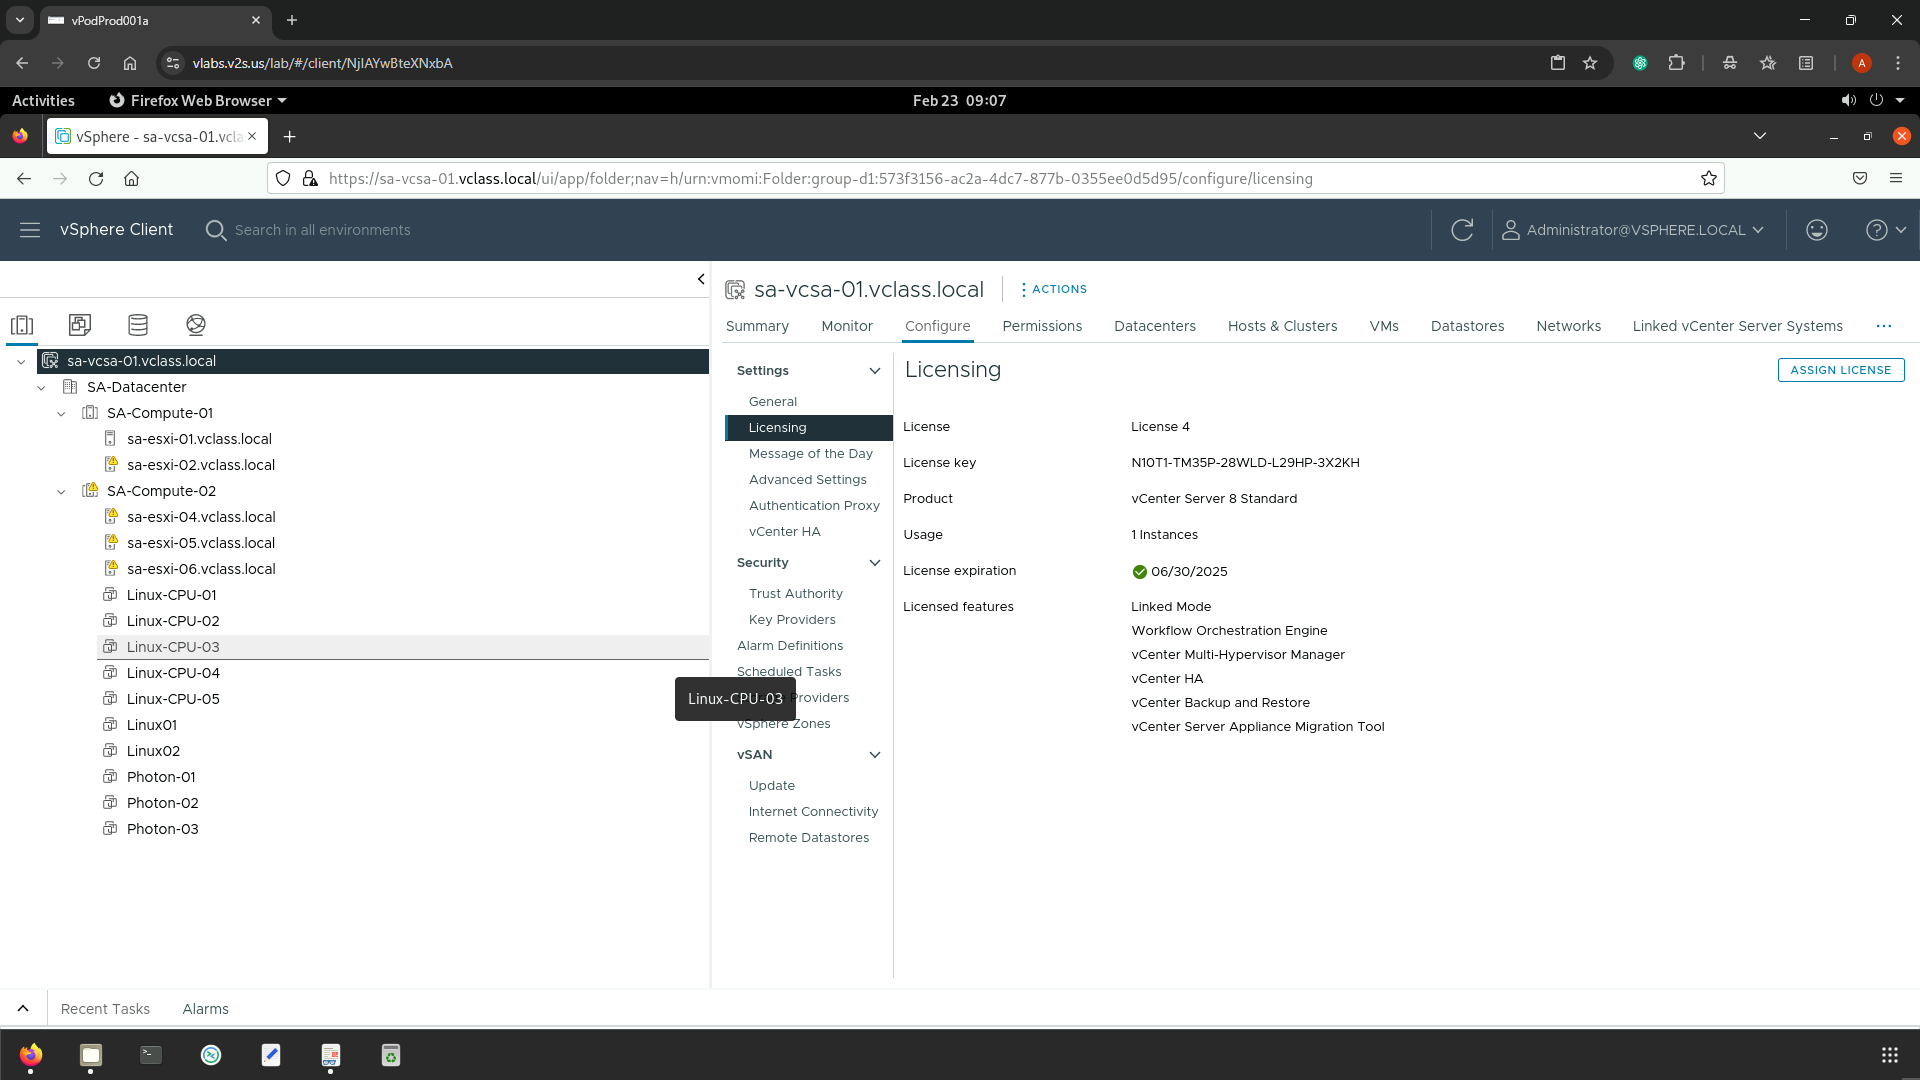 vPodProd001a
vlabs.v2s.us/lab/#/client/NjIAYwBteXNxbA
A
Activities
Firefox Web Browser
Feb 23 09:07
vSphere - sa-vcsa-01.vcla
https://sa-vcsa-01.vclass.local/ui/app/folder;nav=h/urn:vmomi:Folder:group-d1:573f3156-ac2a-4dc7-877b-0355ee0d5d95/configure/licensing
vSphere Client
Search in all environments
Administrator@VSPHERE.LOCAL
sa-vcsa-01.vclass.local
SA-Datacenter
SA-Compute-01
sa-esxi-01.vclass.local
sa-esxi-02.vclass.local
SA-Compute-02
sa-esxi-04.vclass.local
sa-esxi-05.vclass.local
sa-esxi-06.vclass.local
Linux-CPU-01
Linux-CPU-02
Linux-CPU-03
Linux-CPU-04
Linux-CPU-05
Linux01
Linux02
Photon-01
Photon-02
Photon-03
sa-vcsa-01.vclass.local
ACTIONS
Summary Monitor Configure Permissions Datacenters Hosts & Clusters VMs Datastores Networks Linked vCenter Server Systems
Settings
General
Licensing
Message of the Day
Advanced Settings
Authentication Proxy
vCenter HA
Security
Trust Authority
Key Providers
Alarm Definitions
Scheduled Tasks
Providers
Linux-CPU-03
vSphere Zones
vSAN
Update
Internet Connectivity
Remote Datastores
Licensing
ASSIGN LICENSE
License License 4
License key N10T1-TM35P-28WLD-L29HP-3X2KH
Product vCenter Server 8 Standard
Usage 1 Instances
License expiration 06/30/2025
Licensed features Linked Mode
Workflow Orchestration Engine
vCenter Multi-Hypervisor Manager
vCenter HA
vCenter Backup and Restore
vCenter Server Appliance Migration Tool
Recent Tasks Alarms